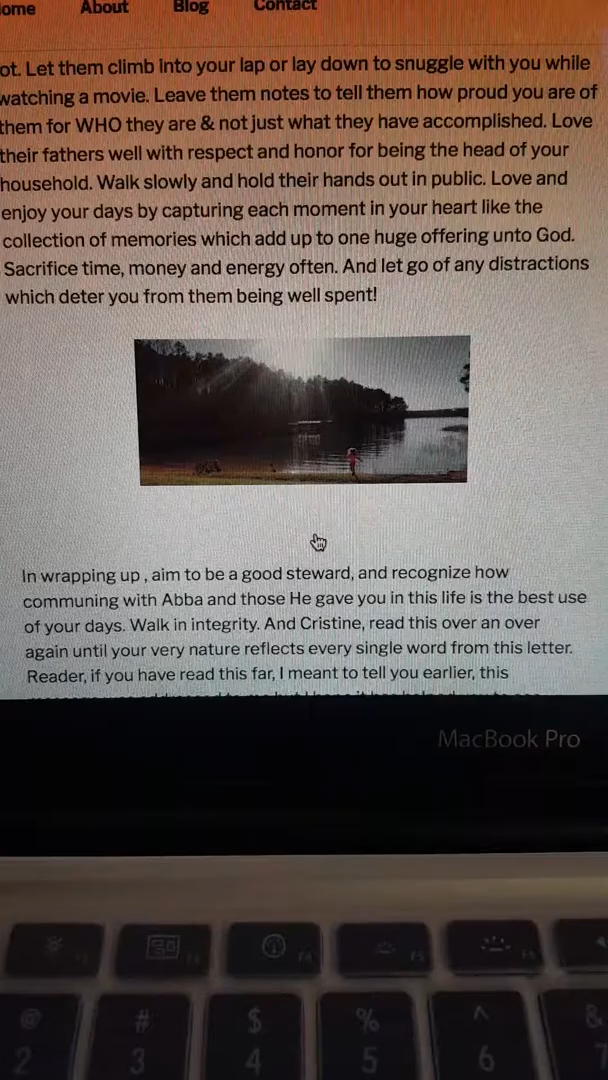 ome About Blog Contact
ot. Let them climb into your lap or lay down to snuggle with you while
watching a movie. Leave them notes to tell them how proud you are of
them for WHO they are & not just what they have accomplished. Love
their fathers well with respect and honor for being the head of your
household. Walk slowly and hold their hands out in public. Love and
enjoy your days by capturing each moment in your heart like the
collection of memories which add up to one huge offering unto God.
Sacrifice time, money and energy often. And let go of any distractions
which deter you from them being well spent!
In wrapping up , aim to be a good steward, and recognize how
communing with Abba and those He gave you in this life is the best use
of your days. Walk in integrity. And Cristine, read this over an over
again until your very nature reflects every single word from this letter.
Reader, if you have read this far, I meant to tell you earlier, this
MacBook Pro
F4 F5
@ # $ % ^ &
2 3 4 5 6 7